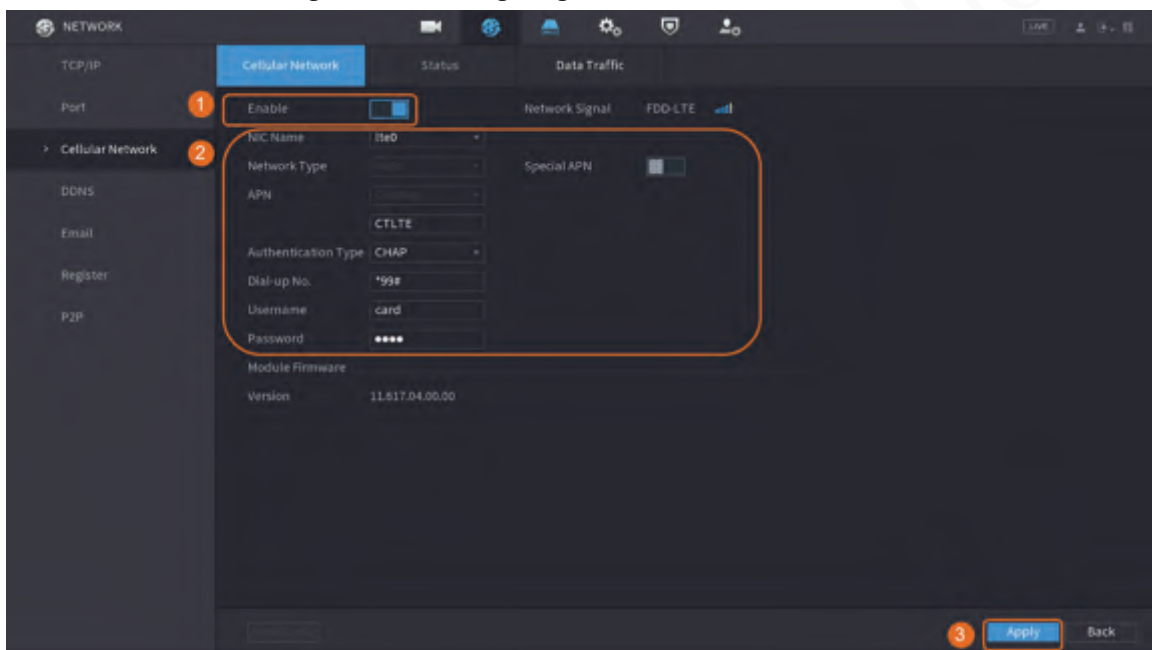 NETWORK
LIVE
TCP/IP
Port
Cellular Network
DDNS
Email
Register
P2P
Cellular Network
Status
Data Traffic
1
Enable
Network Signal
FDD-LTE
2
NIC Name
lte0
Network Type
Special APN
APN
CTLTE
Authentication Type
CHAP
Dial-up No.
*99#
Username
card
Password
••••
Module Firmware
Version
11.617.04.00.00
3
Apply
Back